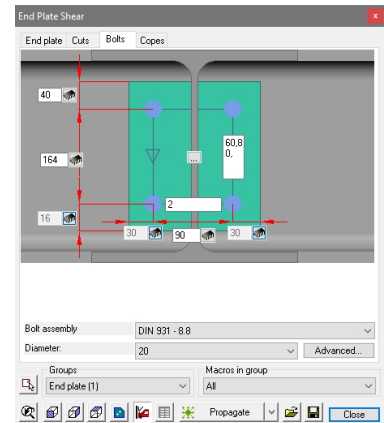 End Plate Shear
x
End plate Cuts Bolts Copes
40
164
60,8
0,
...
2
16
30 90 30
Bolt assembly DIN 931 - 8.8
Diameter: 20 Advanced...
Groups Macros in group
End plate (1) All
Propagate Close